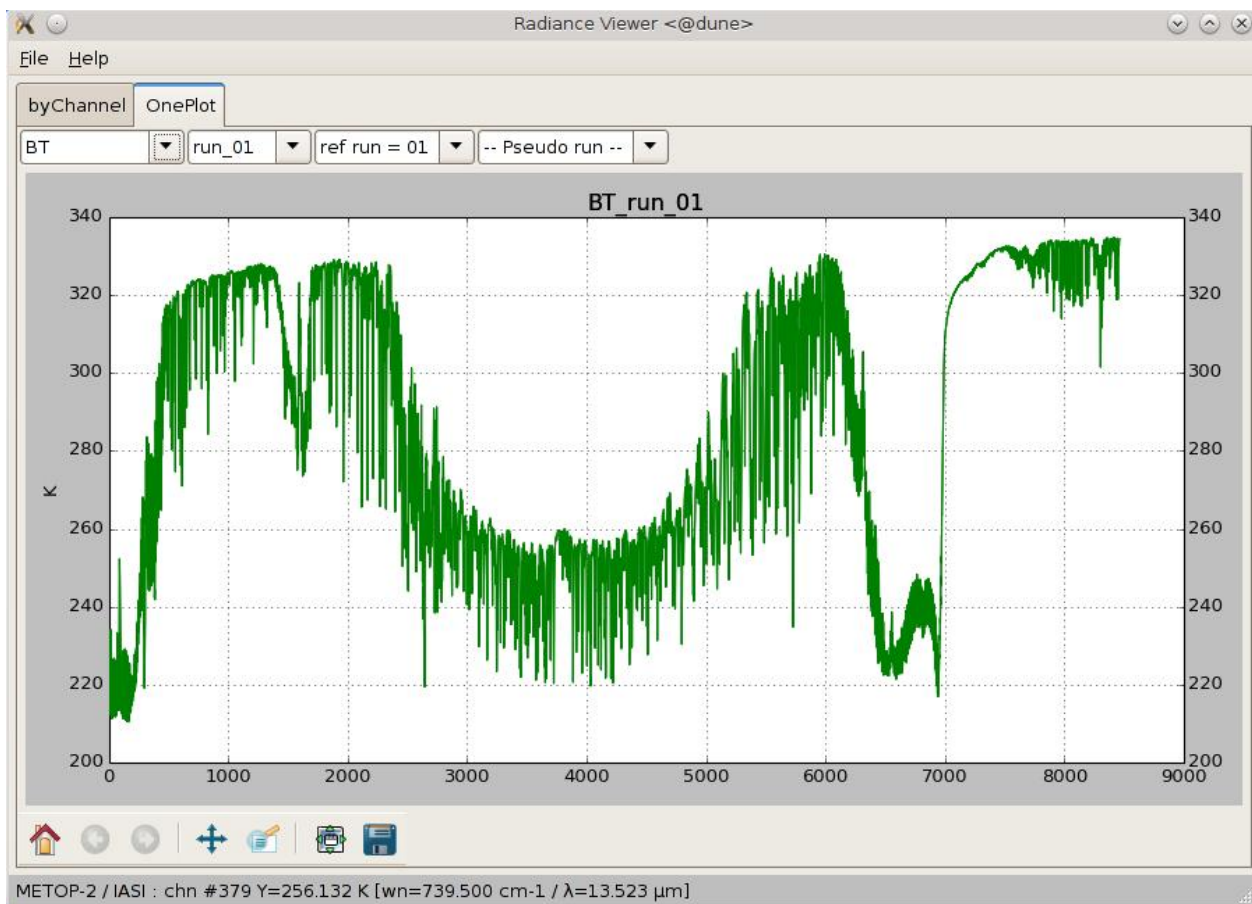 Radiance Viewer <@dune>
File Help
byChannel OnePlot
BT run_01 ref run = 01 -- Pseudo run --
BT_run_01
340 340
320 320
300 300
280 280
K
260 260
240 240
220 220
200 200
0 1000 2000 3000 4000 5000 6000 7000 8000 9000
METOP-2 / IASI : chn #379 Y=256.132 K [wn=739.500 cm-1 / λ=13.523 µm]